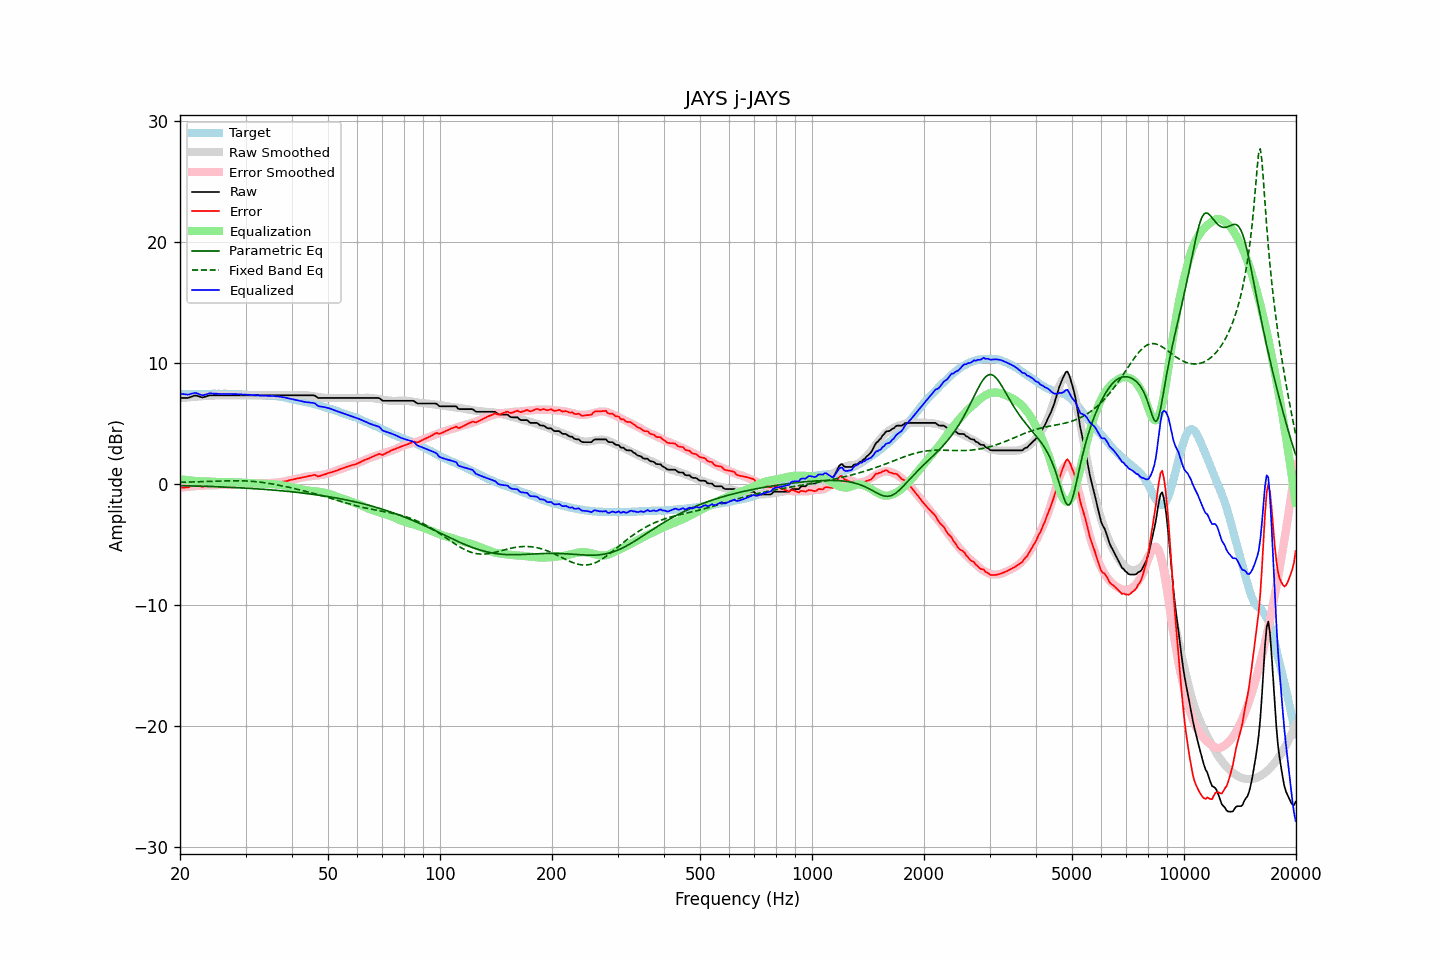 JAYS j-JAYS
Amplitude (dBr)
30
20
10
0
−10
−20
−30
Target
Raw Smoothed
Error Smoothed
Raw
Error
Equalization
Parametric Eq
Fixed Band Eq
Equalized
20 50 100 200 500 1000 2000 5000 10000 20000
Frequency (Hz)